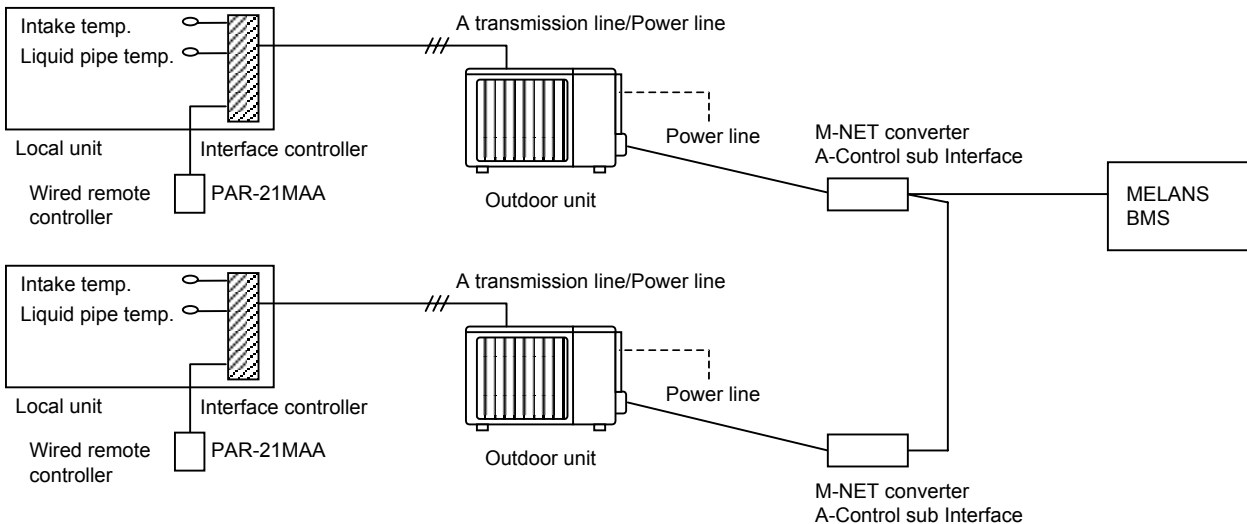 Intake temp.
Liquid pipe temp.
A transmission line/Power line
Power line
Local unit
Interface controller
Wired remote
controller
PAR-21MAA
Outdoor unit
M-NET converter
A-Control sub Interface
MELANS
BMS
Intake temp.
Liquid pipe temp.
A transmission line/Power line
Power line
Local unit
Interface controller
Wired remote
controller
PAR-21MAA
Outdoor unit
M-NET converter
A-Control sub Interface